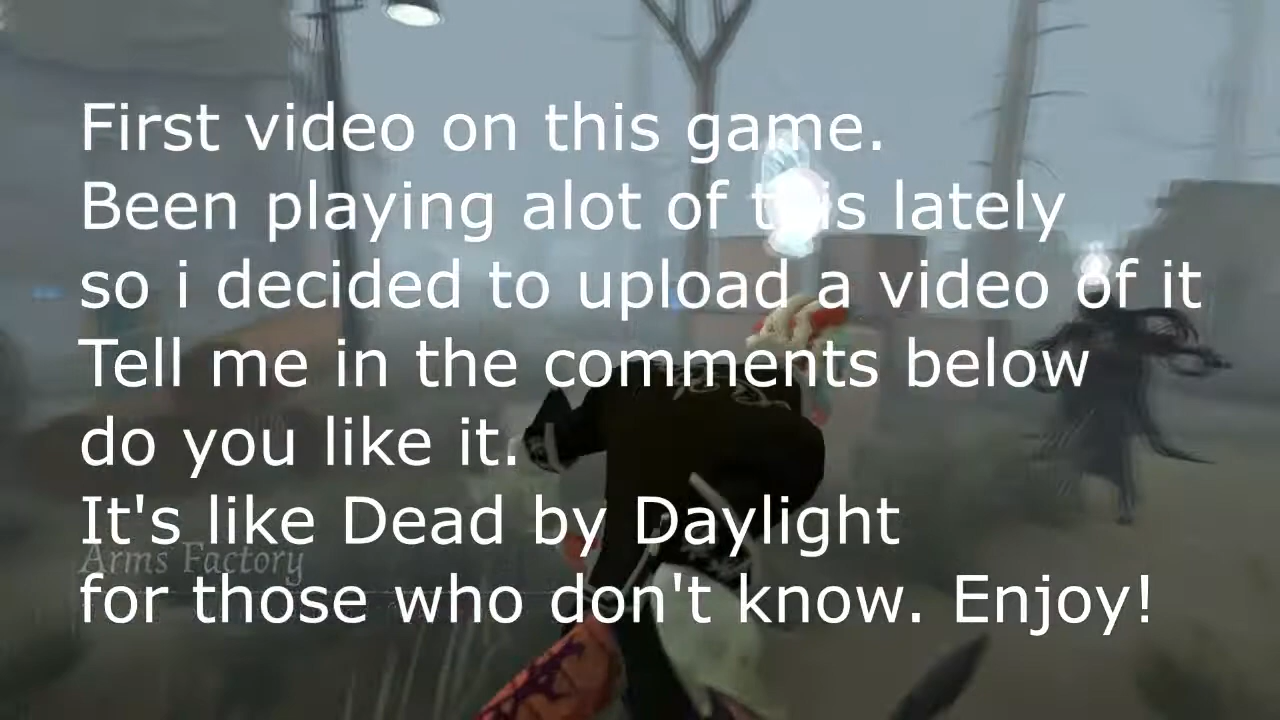 First video on this game.
Been playing alot of this lately
so i decided to upload a video of it
Tell me in the comments below
do you like it.
It's like Dead by Daylight
Arms Factory
for those who don't know. Enjoy!